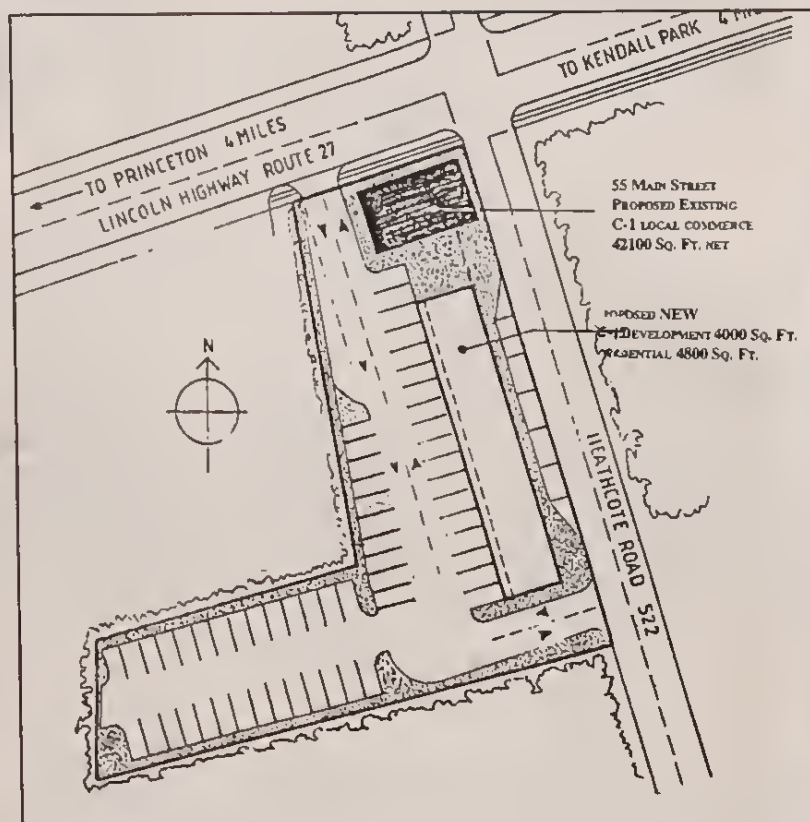 TO KENDALL PARK 4
TO PRINCETON 4 MILES
LINCOLN HIGHWAY ROUTE 27
55 MAIN STREET
PROPOSED EXISTING
C-1 LOCAL COMMERCE
42100 SQ. FT. NET
NEW
DEVELOPMENT 4000 SQ. FT.
4800 SQ. FT.
N
HEATHCOTE ROAD 522